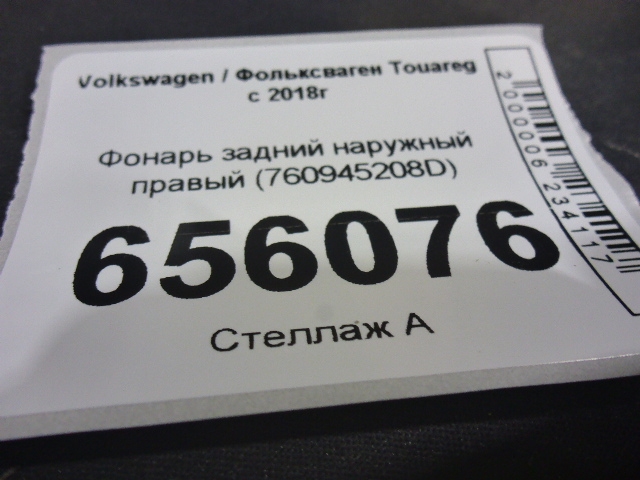 Volkswagen / Фольксваген Touareg
с 2018г
Фонарь задний наружный
правый (760945208D)
656076
Стеллаж А
2000006234117